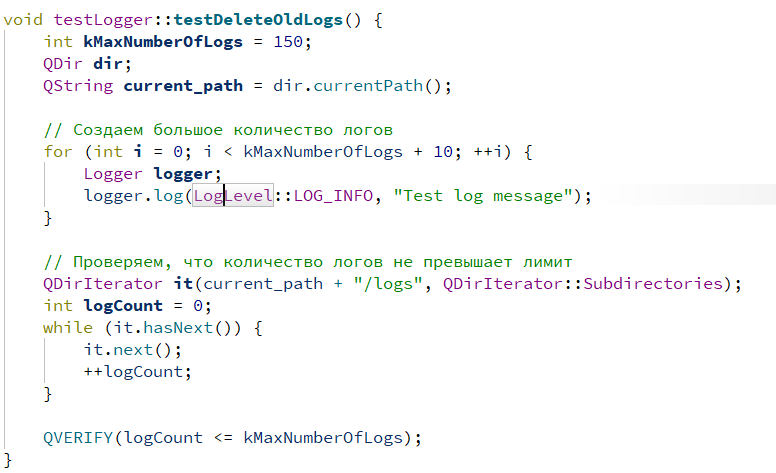 void testLogger::testDeleteOldLogs() {
    int kMaxNumberOfLogs = 150;
    QDir dir;
    QString current_path = dir.currentPath();

    // Создаем большое количество логов
    for (int i = 0; i < kMaxNumberOfLogs + 10; ++i) {
        Logger logger;
        logger.log(LogLevel::LOG_INFO, "Test log message");
    }

    // Проверяем, что количество логов не превышает лимит
    QDirIterator it(current_path + "/logs", QDirIterator::Subdirectories);
    int logCount = 0;
    while (it.hasNext()) {
        it.next();
        ++logCount;
    }

    QVERIFY(logCount <= kMaxNumberOfLogs);
}